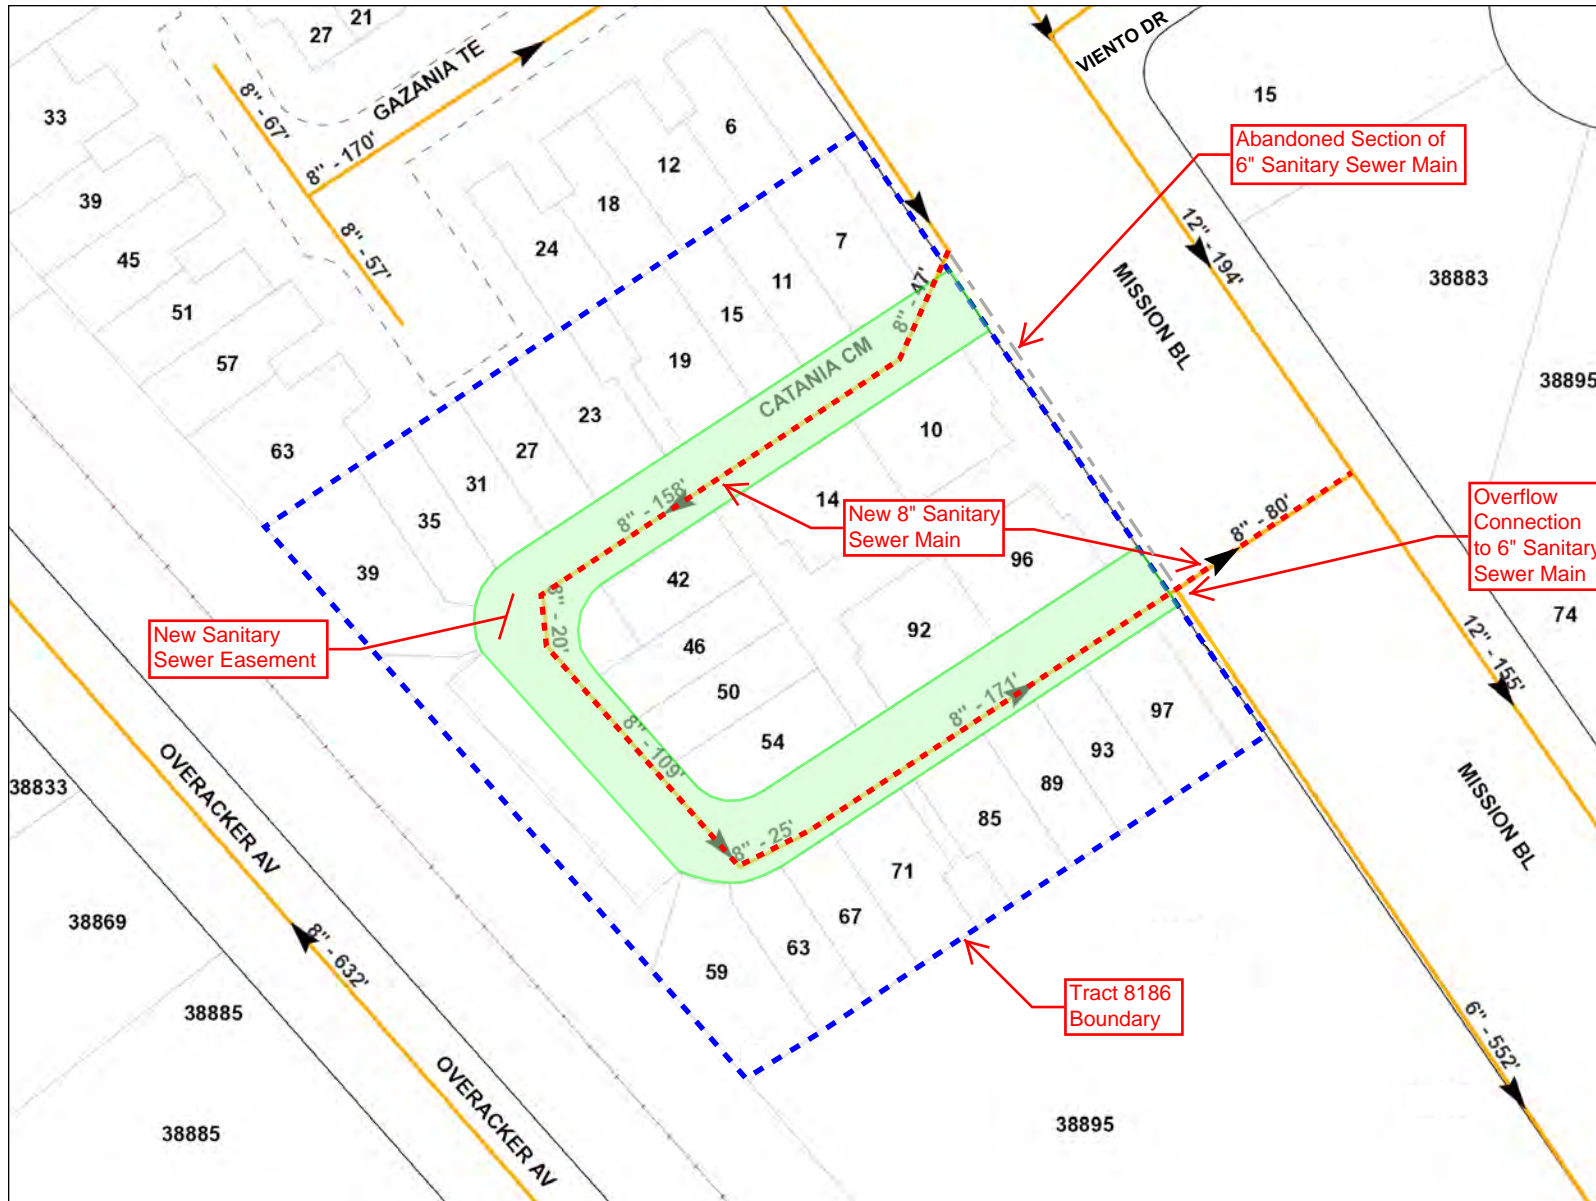 21
27
GAZANIA TE
VIENTO DR
33
8" - 67'
15
8" - 170'
6
Abandoned Section of
6" Sanitary Sewer Main
12
39
18
12" - 194'
8" - 57'
24
7
45
MISSION BL
38883
11
8" - 47'
51
15
CATANIA CM
19
57
38895
23
10
63
27
31
14
8" - 158'
35
New 8" Sanitary
Sewer Main
8" - 80'
Overflow
Connection
to 6" Sanitary
Sewer Main
96
39
42
8" - 20'
74
New Sanitary
Sewer Easement
92
46
12" - 155'
50
8" - 171'
97
54
8" - 109'
93
OVERACKER AV
38833
89
MISSION BL
85
8" - 25'
71
67
38869
8" - 632'
63
59
Tract 8186
Boundary
38885
6" - 552'
OVERACKER AV
38885
38895